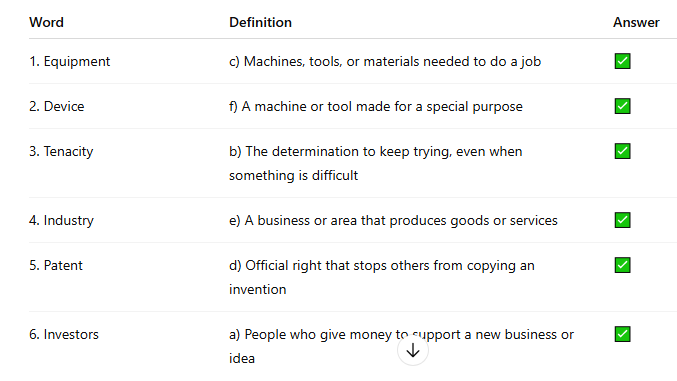 Word Definition Answer
1. Equipment c) Machines, tools, or materials needed to do a job
2. Device f) A machine or tool made for a special purpose
3. Tenacity b) The determination to keep trying, even when
something is difficult
4. Industry e) A business or area that produces goods or services
5. Patent d) Official right that stops others from copying an
invention
6. Investors a) People who give money to support a new business or
idea